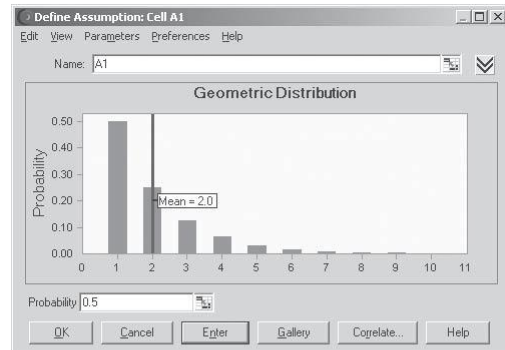 Define Assumption: Cell A1
Edit View Parameters Preferences Help
Name: A1
Geometric Distribution
Probability
0.50
0.40
0.30
0.20
0.10
0.00
Mean = 2.0
0 1 2 3 4 5 6 7 8 9 10 11
Probability 0.5
OK Cancel Enter Gallery Correlate... Help